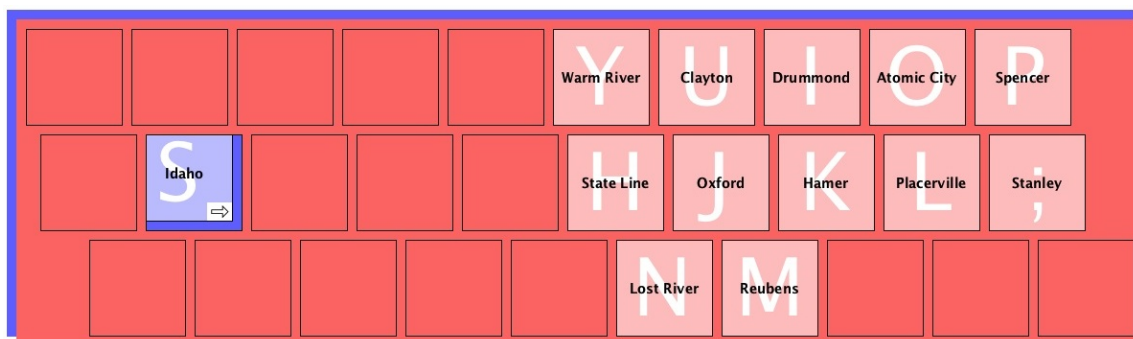 Y Warm River U Clayton I Drummond O Atomic City P Spencer
S Idaho H State Line J Oxford K Hamer L Placerville ; Stanley
N Lost River M Reubens